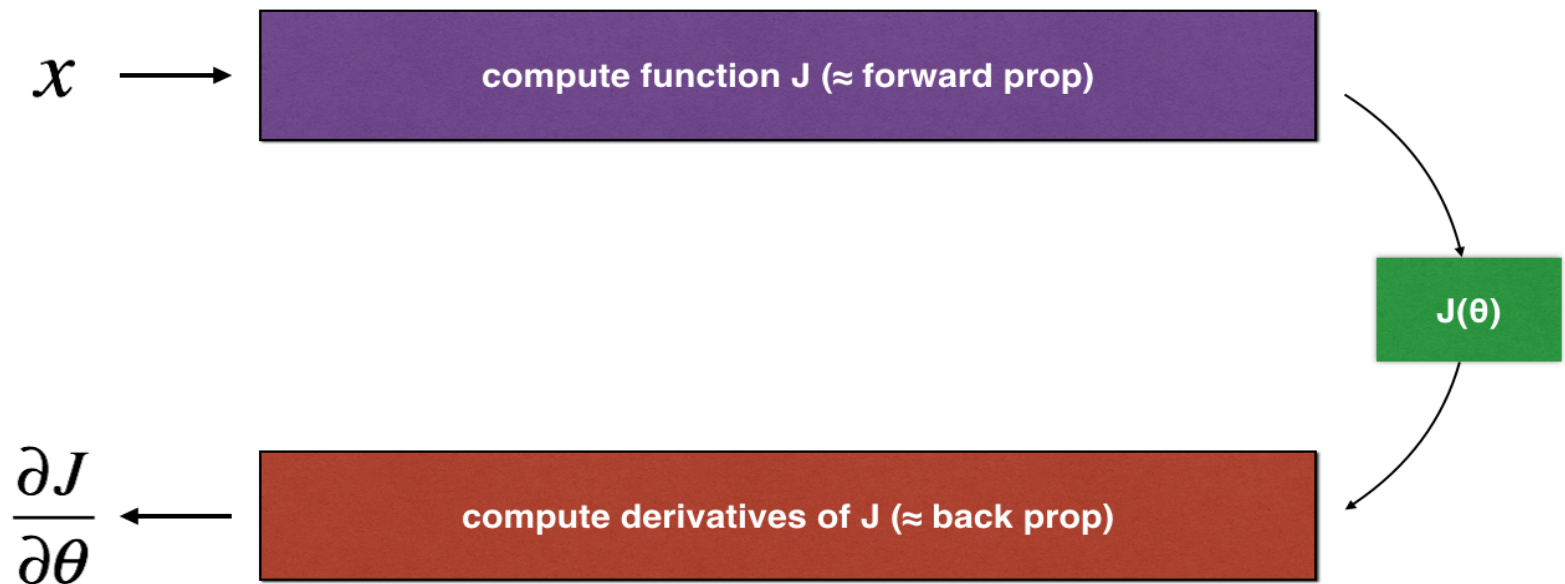 x
compute function J (≈ forward prop)
J(θ)
∂J
∂θ
compute derivatives of J (≈ back prop)